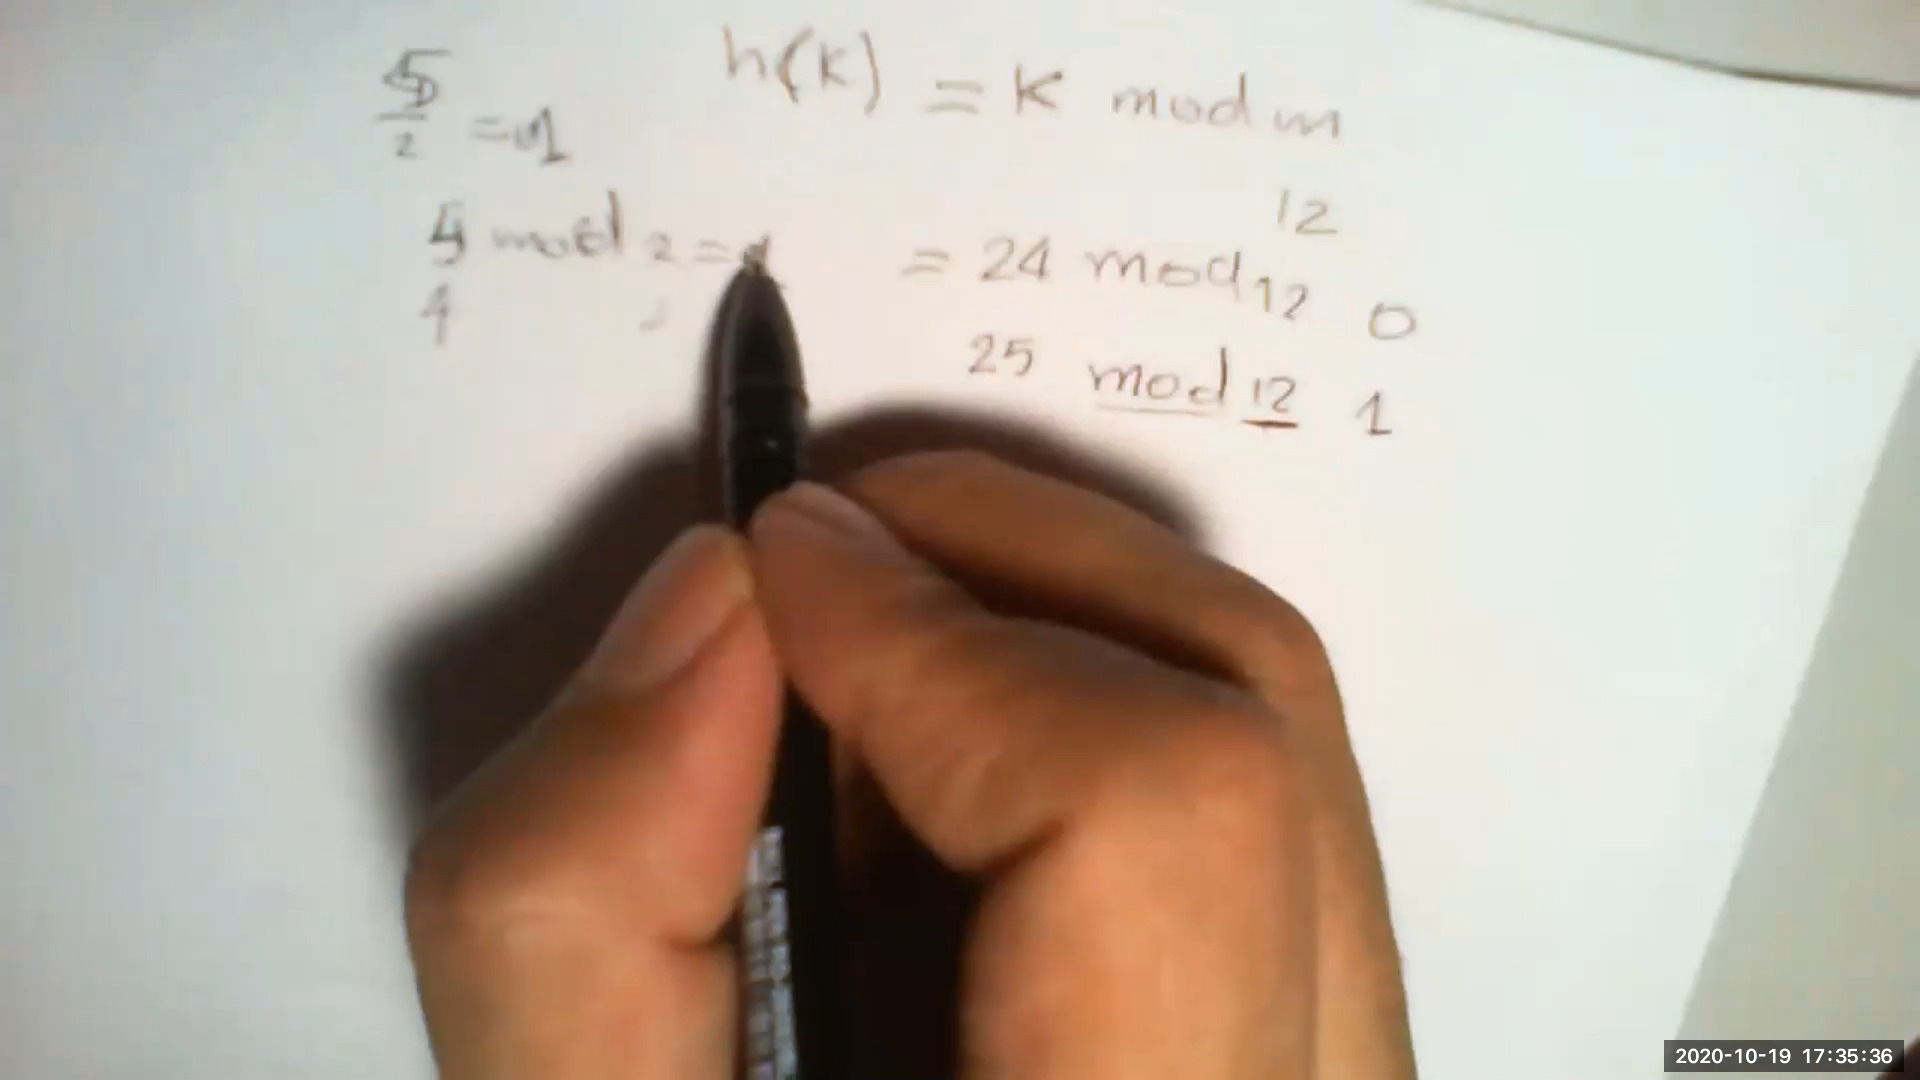 h(k) = k mod m
5
2
= 1
12
5 mod 2 =
4
= 24 mod 12 0
25 mod 12 1
2020-10-19 17:35:36